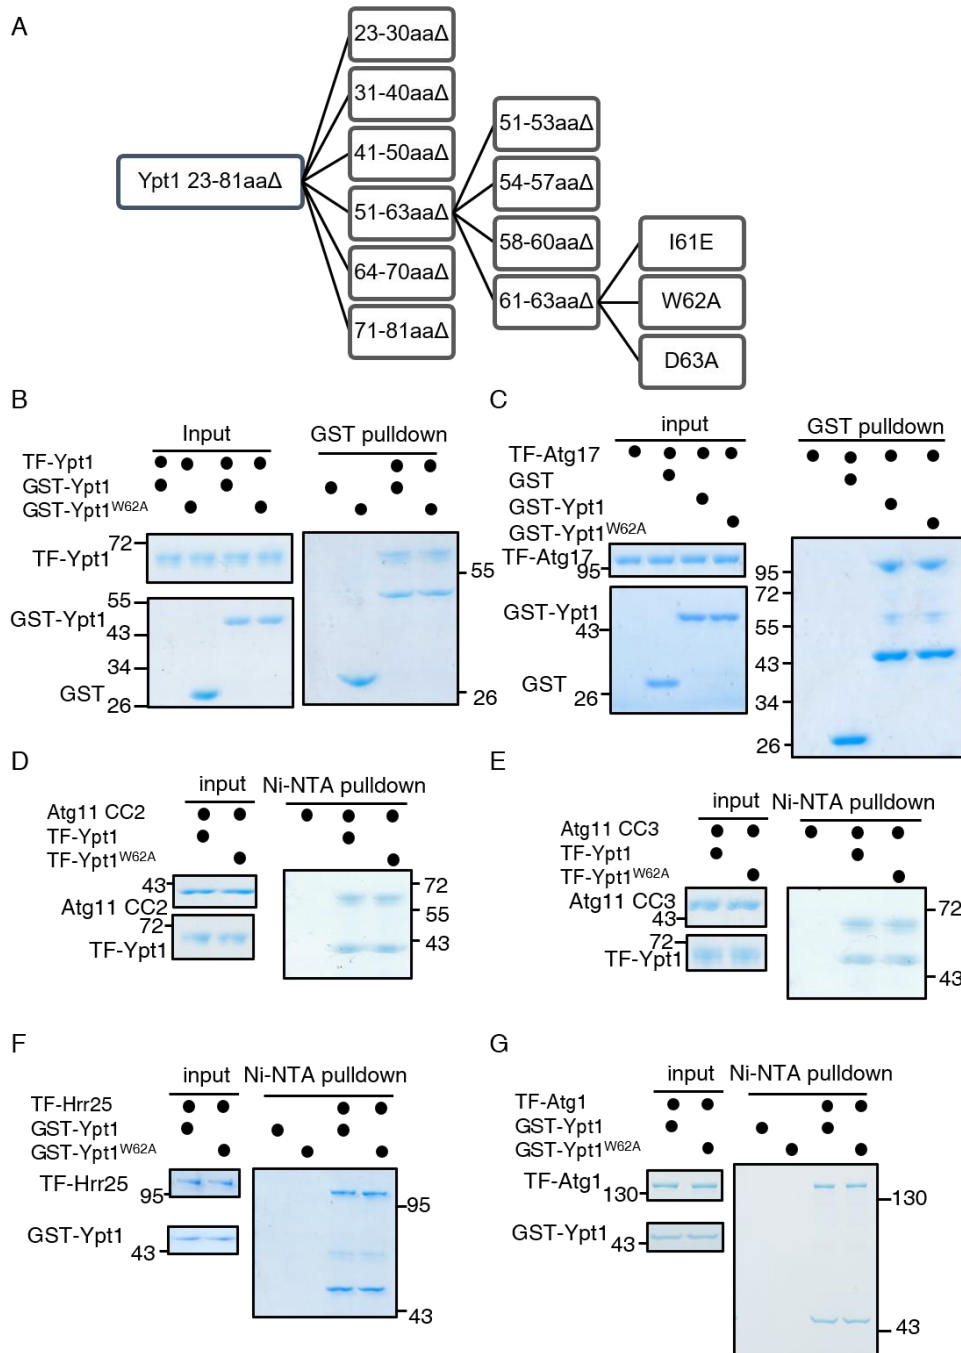 A
23-30aaΔ
31-40aaΔ
41-50aaΔ
51-63aaΔ
64-70aaΔ
71-81aaΔ
Ypt1 23-81aaΔ
51-53aaΔ
54-57aaΔ
58-60aaΔ
61-63aaΔ
I61E
W62A
D63A
B
Input
GST pulldown
TF-Ypt1
GST-Ypt1
GST-Ypt1W62A
72
TF-Ypt1
55
GST-Ypt1
43
34
GST
26
55
26
C
input
GST pulldown
TF-Atg17
GST
GST-Ypt1
GST-Ypt1W62A
TF-Atg17
95
GST-Ypt1
43
GST
26
95
72
55
43
34
26
D
input
Ni-NTA pulldown
Atg11 CC2
TF-Ypt1
TF-Ypt1W62A
43
Atg11 CC2
72
TF-Ypt1
72
55
43
E
input
Ni-NTA pulldown
Atg11 CC3
TF-Ypt1
TF-Ypt1W62A
Atg11 CC3
43
72
TF-Ypt1
72
43
F
input
Ni-NTA pulldown
TF-Hrr25
GST-Ypt1
GST-Ypt1W62A
TF-Hrr25
95
GST-Ypt1
43
95
43
G
input
Ni-NTA pulldown
TF-Atg1
GST-Ypt1
GST-Ypt1W62A
TF-Atg1
130
GST-Ypt1
43
130
43